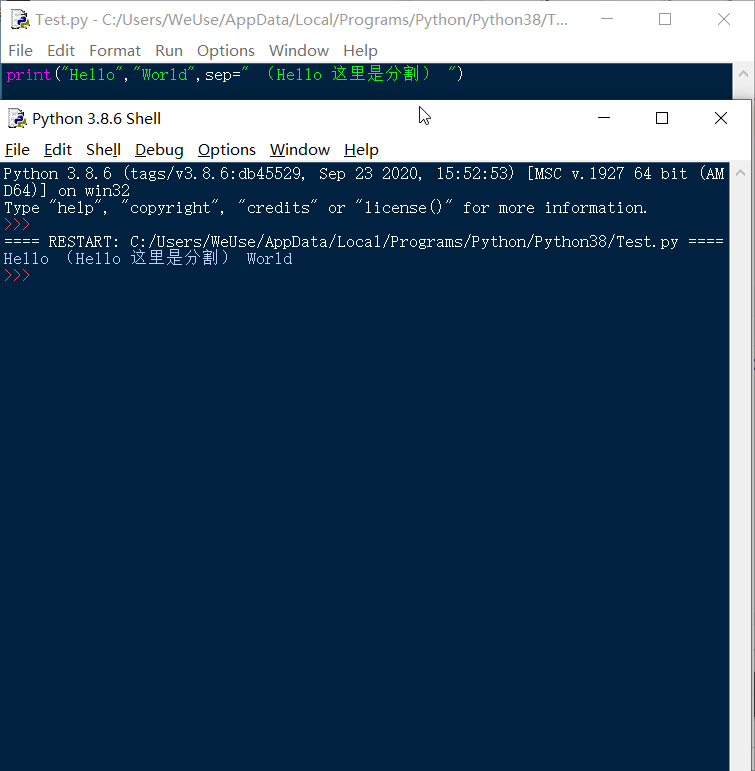 Test.py - C:/Users/WeUse/AppData/Local/Programs/Python/Python38/T...
File Edit Format Run Options Window Help
print("Hello","World",sep=" （Hello 这里是分割） ")
Python 3.8.6 Shell
File Edit Shell Debug Options Window Help
Python 3.8.6 (tags/v3.8.6:db45529, Sep 23 2020, 15:52:53) [MSC v.1927 64 bit (AM
D64)] on win32
Type "help", "copyright", "credits" or "license()" for more information.
>>>
==== RESTART: C:/Users/WeUse/AppData/Local/Programs/Python/Python38/Test.py ====
Hello （Hello 这里是分割） World
>>>